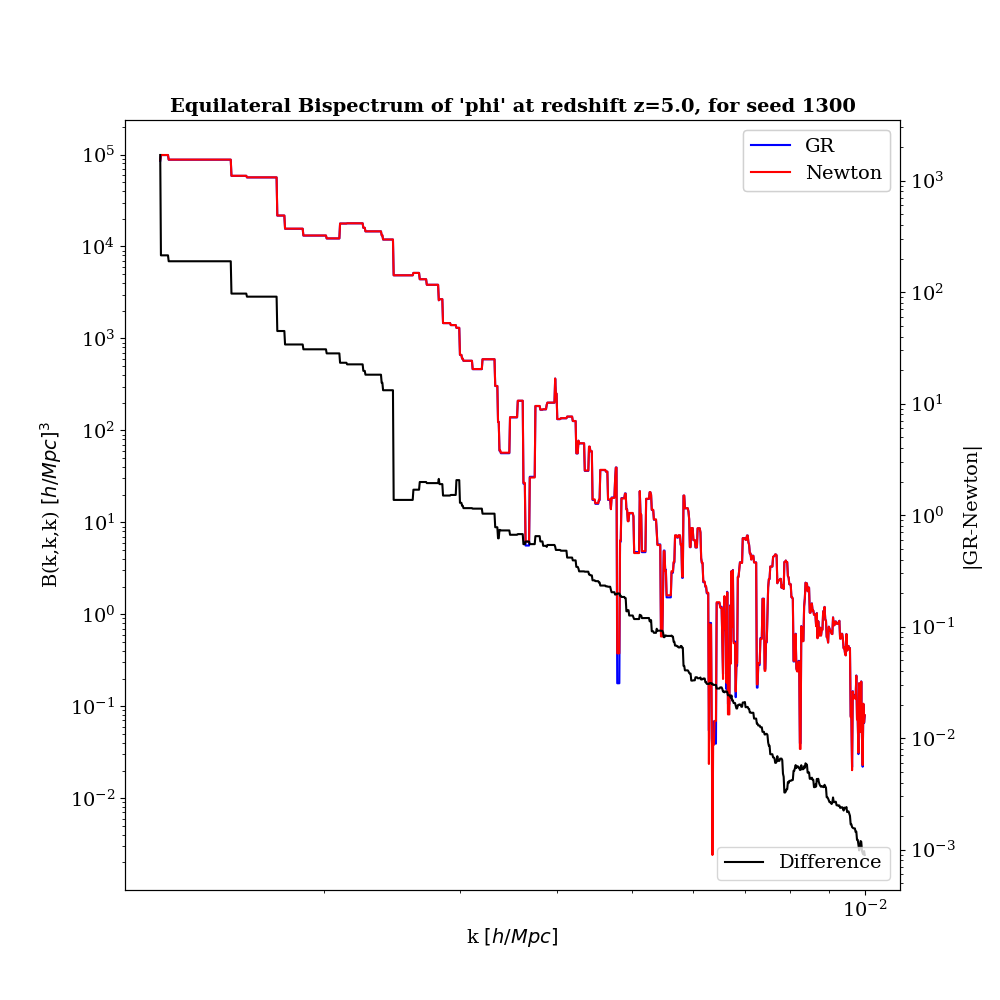 Equilateral Bispectrum of 'phi' at redshift z=5.0, for seed 1300
GR
Newton
10^5
10^4
10^3
10^2
10^1
10^0
10^−1
10^−2
B(k,k,k) [h/Mpc]^3
10^3
10^2
10^1
10^0
10^−1
10^−2
10^−3
|GR-Newton|
Difference
10^−2
k [h/Mpc]